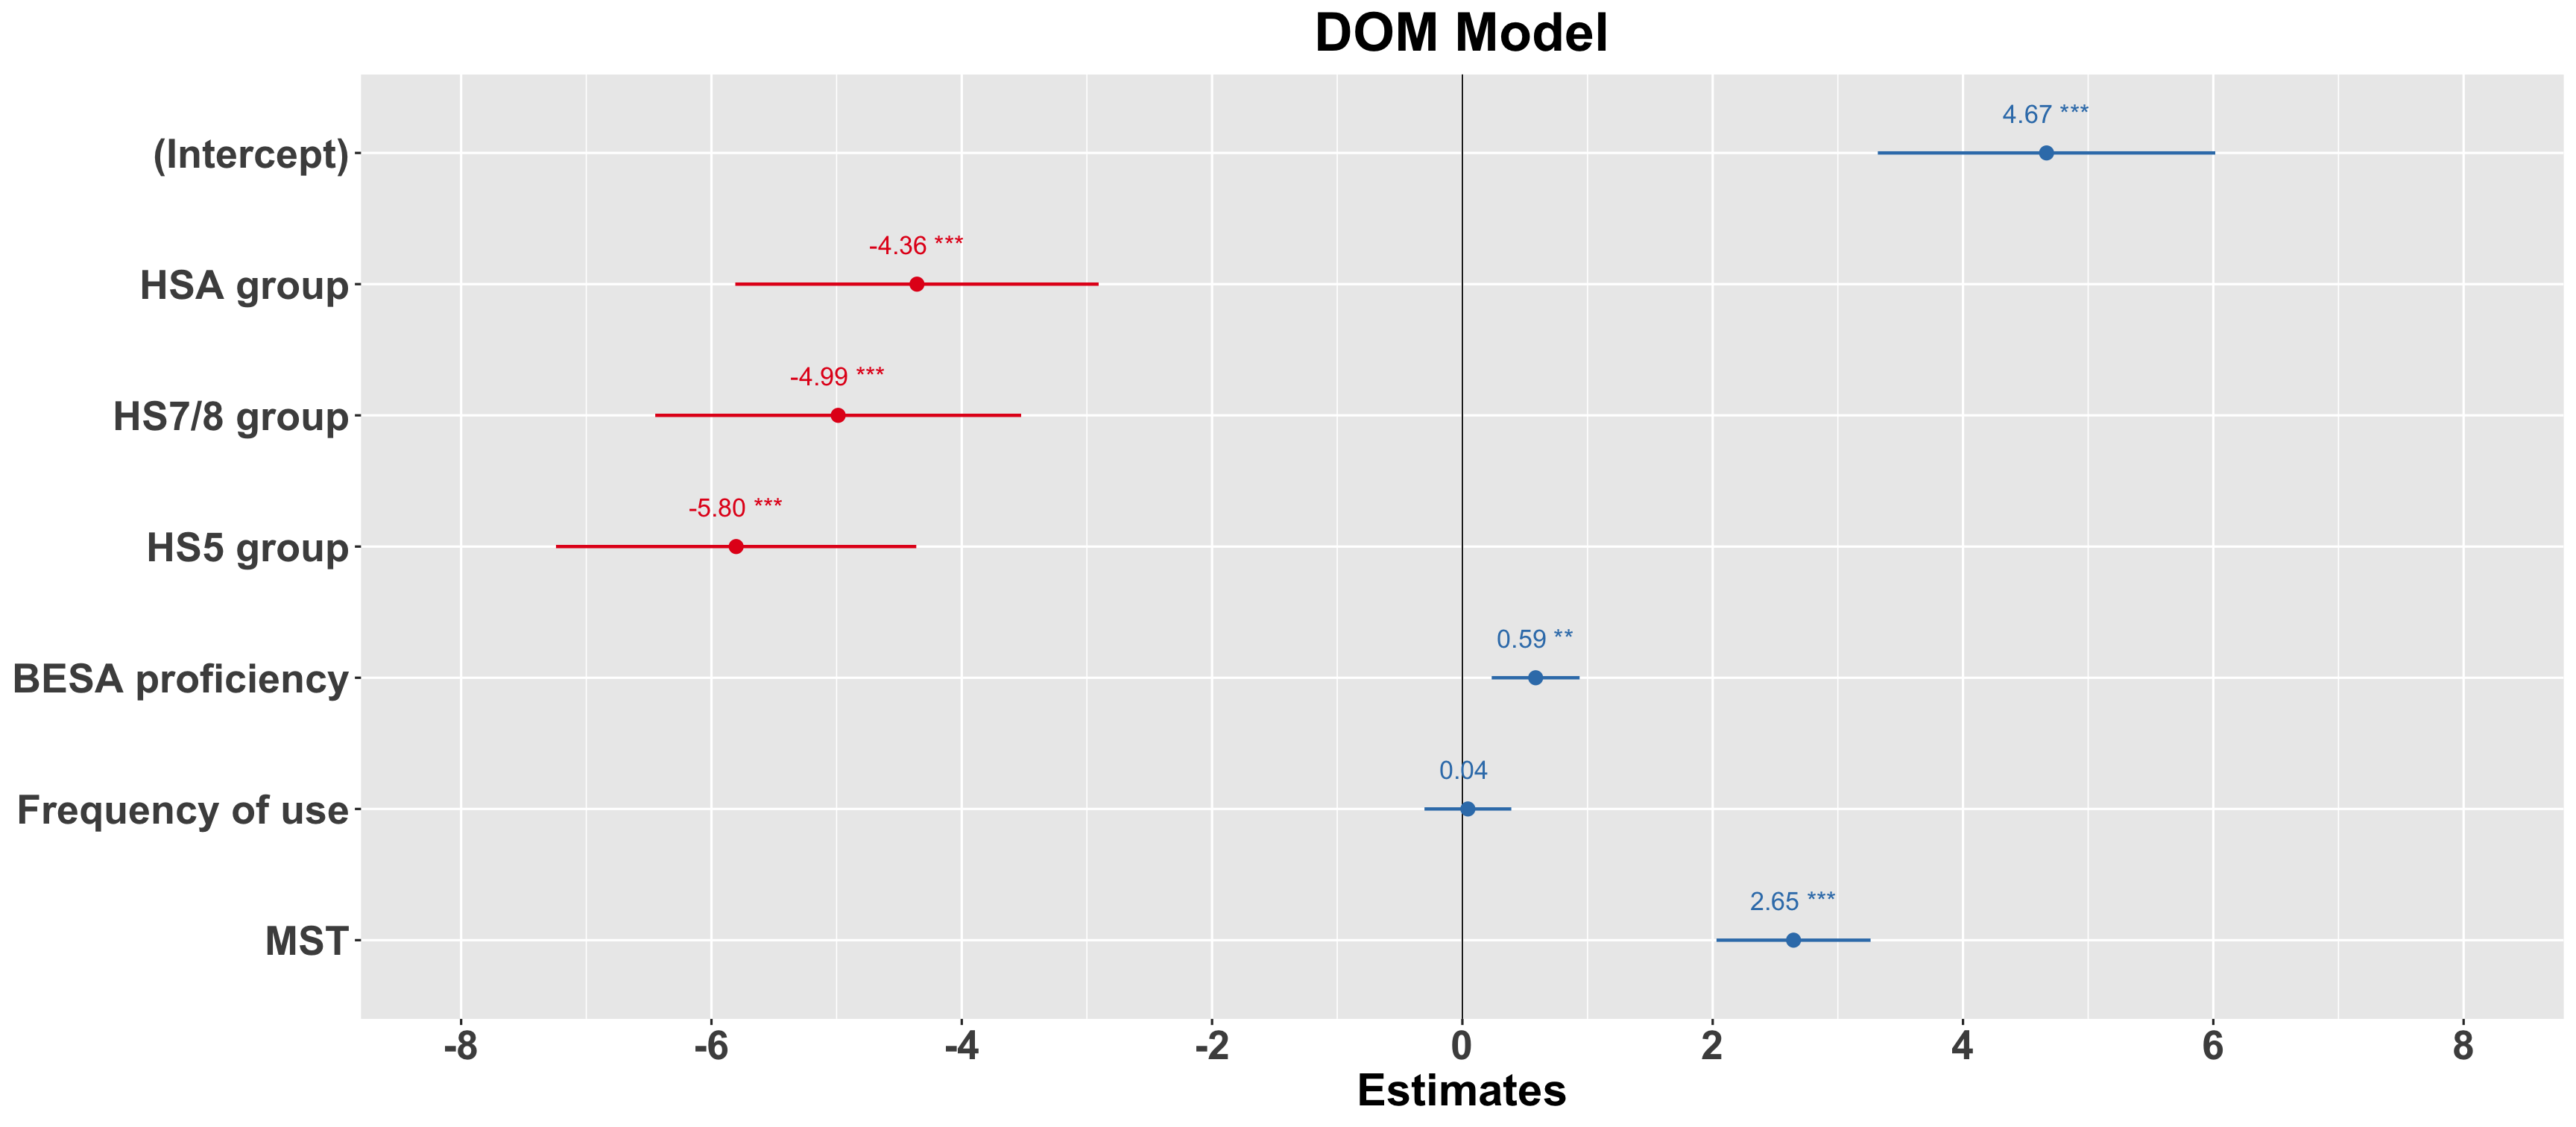 DOM Model
(Intercept)
4.67 ***
HSA group
-4.36 ***
HS7/8 group
-4.99 ***
HS5 group
-5.80 ***
BESA proficiency
0.59 **
Frequency of use
0.04
MST
2.65 ***
-8 -6 -4 -2 0 2 4 6 8
Estimates